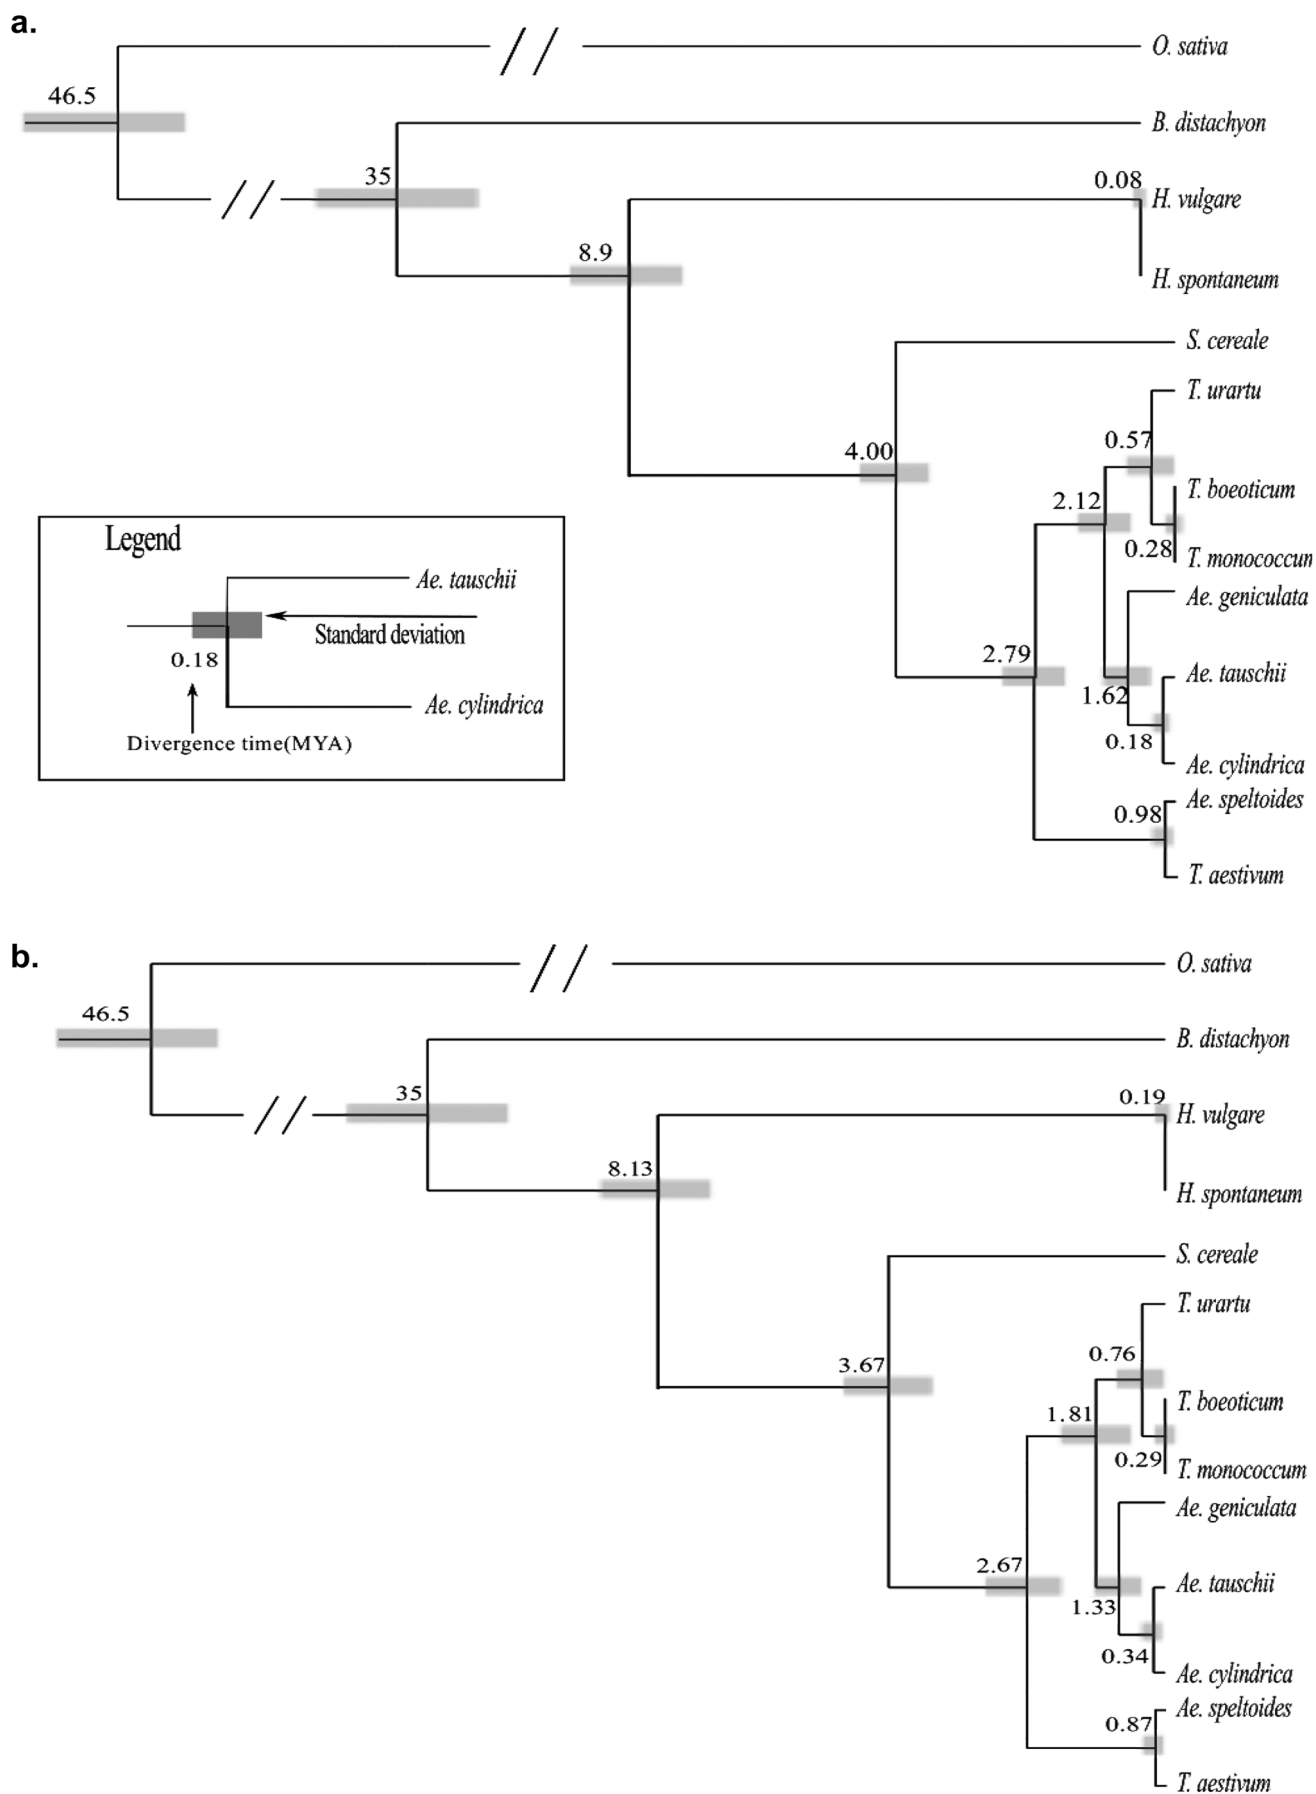 a.
O. sativa
46.5
B. distachyon
35
0.08
H. vulgare
8.9
H. spontaneum
S. cereale
T. urartu
0.57
4.00
T. boeoticum
2.12
0.28
T. monococcun
Ae. geniculata
2.79
Ae. tauschii
1.62
0.18
Ae. cylindrica
Ae. speltoides
0.98
T. aestivum
Legend
Ae. tauschii
Standard deviation
0.18
Ae. cylindrica
Divergence time(MYA)
b.
O. sativa
46.5
B. distachyon
35
0.19
H. vulgare
8.13
H. spontaneum
S. cereale
T. urartu
0.76
3.67
T. boeoticum
1.81
0.29
T. monococcum
Ae. geniculata
2.67
Ae. tauschii
1.33
0.34
Ae. cylindrica
Ae. speltoides
0.87
T. aestivum